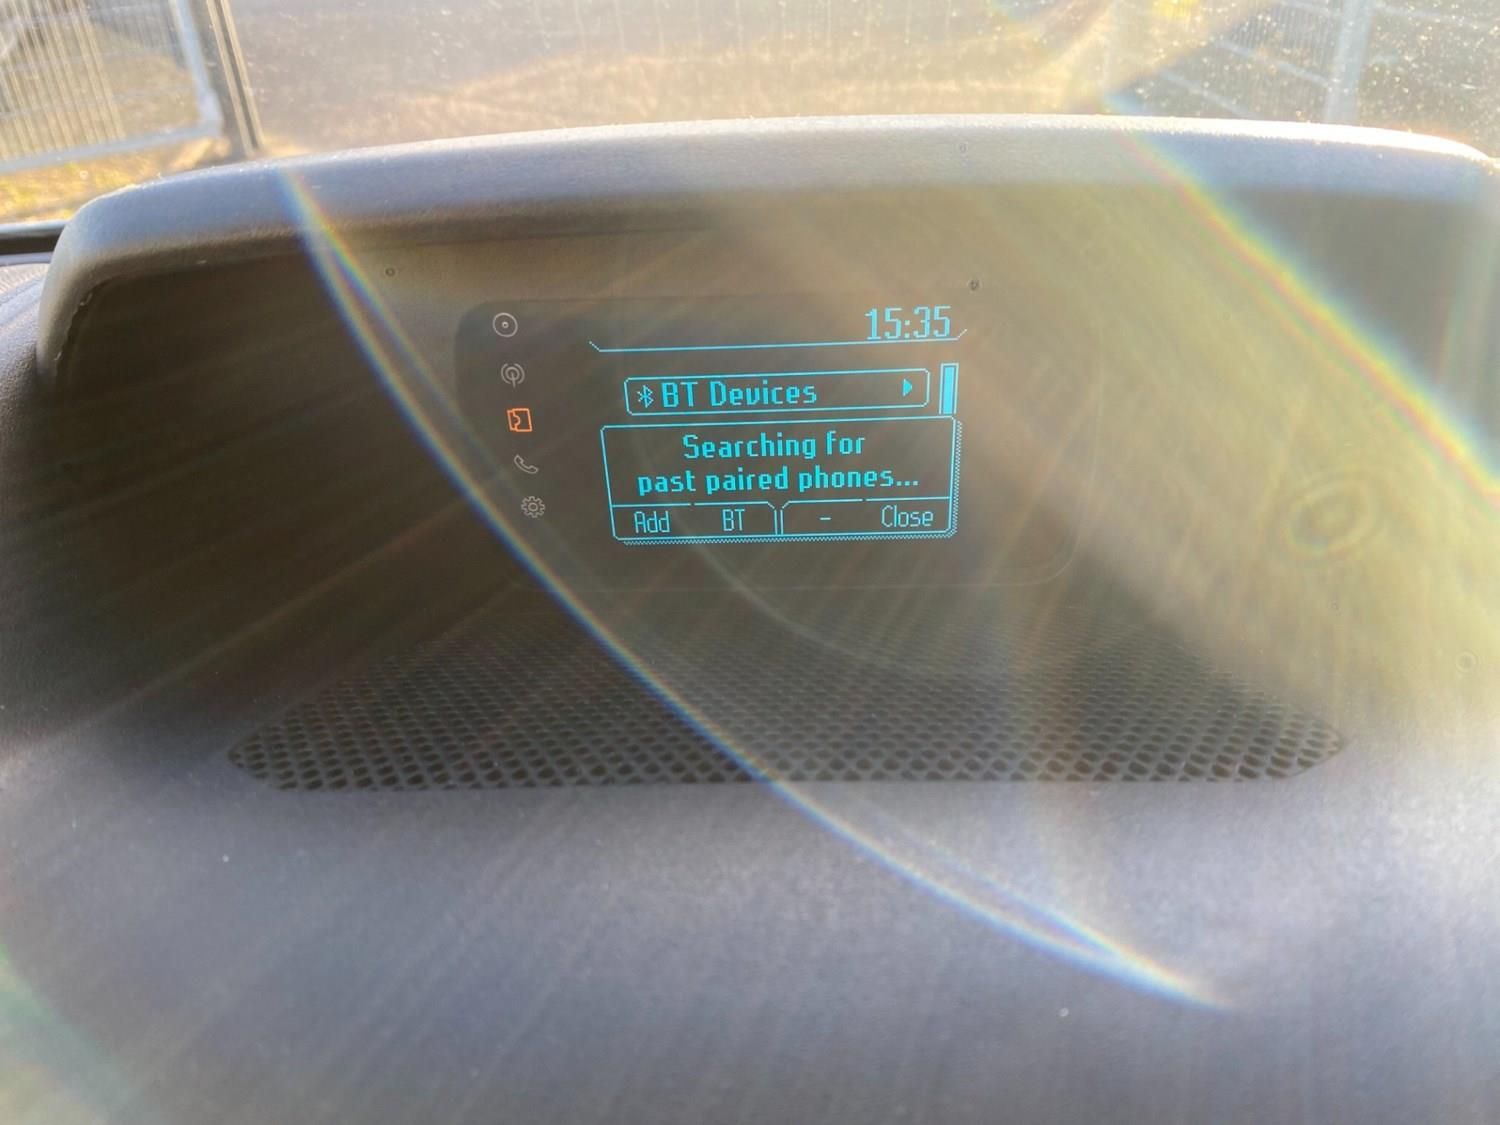 15:35
BT Devices
Searching for
past paired phones...
Add BT - Close